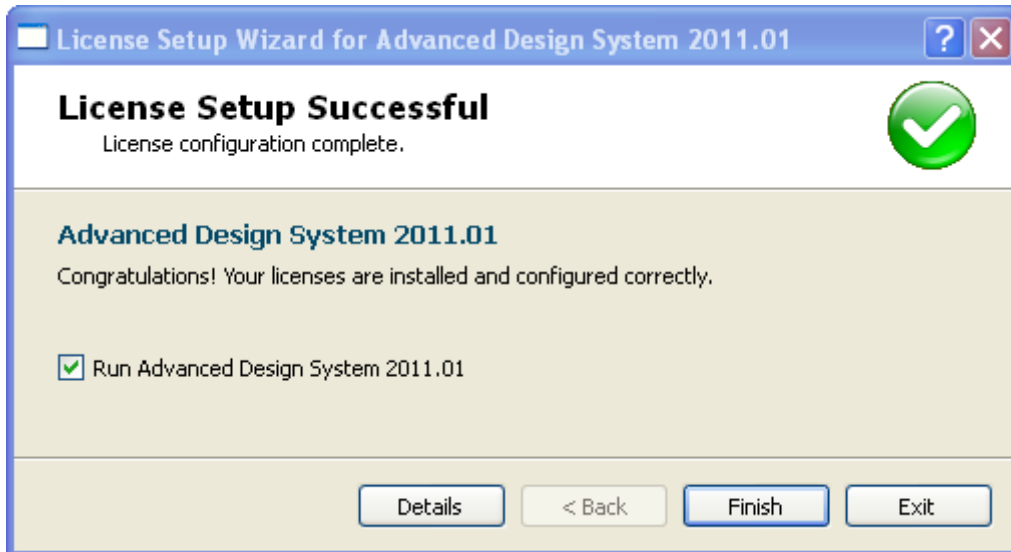 License Setup Wizard for Advanced Design System 2011.01
License Setup Successful
License configuration complete.
Advanced Design System 2011.01
Congratulations! Your licenses are installed and configured correctly.
Run Advanced Design System 2011.01
Details < Back Finish Exit